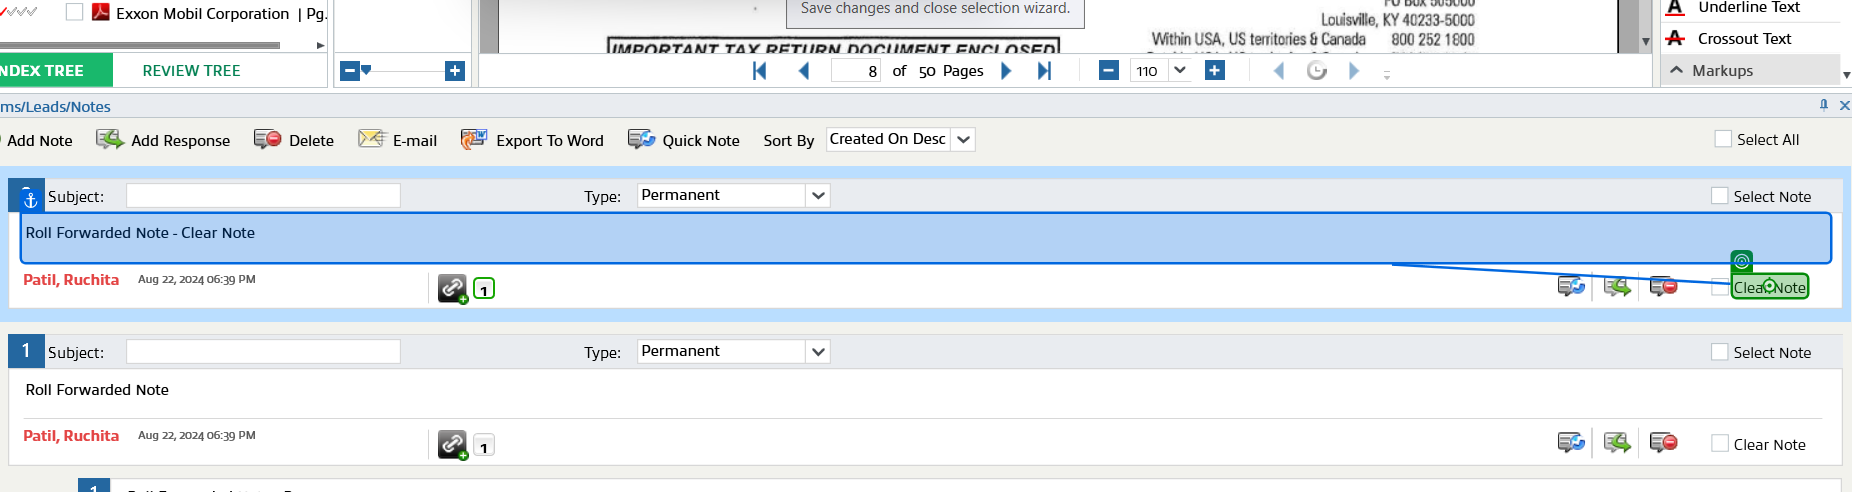 Exxon Mobil Corporation | Pg.
Save changes and close selection wizard.
PO Box 505000
Louisville, KY 40233-5000
Within USA, US territories & Canada 800 252 1800
IMPORTANT TAX RETURN DOCUMENT ENCLOSED
Underline Text
Crossout Text
Markups
NDEX TREE
REVIEW TREE
8 of 50 Pages
110
ms/Leads/Notes
Add Note Add Response Delete E-mail Export To Word Quick Note Sort By Created On Desc Select All
Subject: Type: Permanent Select Note
Roll Forwarded Note - Clear Note
Patil, Ruchita Aug 22, 2024 06:39 PM 1 Clear Note
1 Subject: Type: Permanent Select Note
Roll Forwarded Note
Patil, Ruchita Aug 22, 2024 06:39 PM 1 Clear Note
1